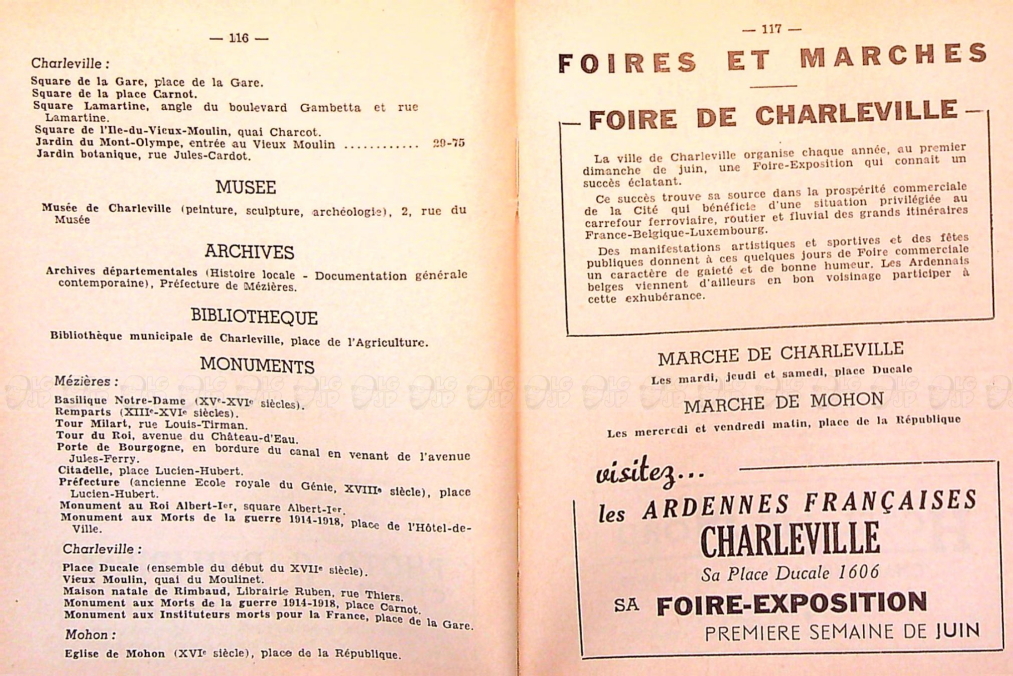 — 116 —
Charleville :
Square de la Gare, place de la Gare.
Square de la place Carnot.
Square Lamartine, angle du boulevard Gambetta et rue
Lamartine.
Square de l'Ile-du-Vieux-Moulin, quai Charcot.
Jardin du Mont-Olympe, entrée au Vieux Moulin ............ 29-75
Jardin botanique, rue Jules-Cardot.
MUSEE
Musée de Charleville (peinture, sculpture, archéologie), 2, rue du
Musée
ARCHIVES
Archives départementales (Histoire locale - Documentation générale
contemporaine), Préfecture de Mézières.
BIBLIOTHEQUE
Bibliothèque municipale de Charleville, place de l'Agriculture.
MONUMENTS
Mézières :
Basilique Notre-Dame (XVe-XVIe siècles).
Remparts (XIIIe-XVIe siècles).
Tour Milart, rue Louis-Tirman.
Tour du Roi, avenue du Château-d'Eau.
Porte de Bourgogne, en bordure du canal en venant de l'avenue
Jules-Ferry.
Citadelle, place Lucien-Hubert.
Préfecture (ancienne Ecole royale du Génie, XVIIIe siècle), place
Lucien-Hubert.
Monument au Roi Albert-Ier, square Albert-Ier.
Monument aux Morts de la guerre 1914-1918, place de l'Hôtel-de-
Ville.
Charleville :
Place Ducale (ensemble du début du XVIIe siècle).
Vieux Moulin, quai du Moulinet.
Maison natale de Rimbaud, Librairie Ruben, rue Thiers.
Monument aux Morts de la guerre 1914-1918, place Carnot.
Monument aux Instituteurs morts pour la France, place de la Gare.
Mohon :
Eglise de Mohon (XVIe siècle), place de la République.
— 117 —
FOIRES ET MARCHES
FOIRE DE CHARLEVILLE
La ville de Charleville organise chaque année, au premier
dimanche de juin, une Foire-Exposition qui connaît un
succès éclatant.
Ce succès trouve sa source dans la prospérité commerciale
de la Cité qui bénéficie d'une situation privilégiée au
carrefour ferroviaire, routier et fluvial des grands itinéraires
France-Belgique-Luxembourg.
Des manifestations artistiques et sportives et des fêtes
publiques donnent à ces quelques jours de Foire commerciale
un caractère de gaieté et de bonne humeur. Les Ardennais
belges viennent d'ailleurs en bon voisinage participer à
cette exhubérance.
MARCHE DE CHARLEVILLE
Les mardi, jeudi et samedi, place Ducale
MARCHE DE MOHON
Les mercredi et vendredi matin, place de la République
visitez...
les ARDENNES FRANÇAISES
CHARLEVILLE
Sa Place Ducale 1606
SA FOIRE-EXPOSITION
PREMIERE SEMAINE DE JUIN